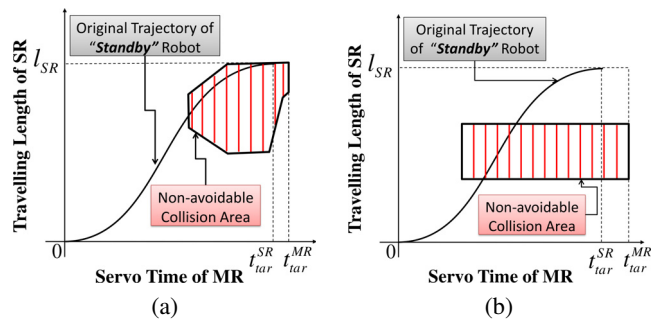 Original Trajectory of
"Standby" Robot
l_SR
Travelling Length of SR
Non-avoidable
Collision Area
0
t_tar^SR
t_tar^MR
Servo Time of MR
(a)
Original Trajectory
of "Standby" Robot
l_SR
Travelling Length of SR
Non-avoidable
Collision Area
0
t_tar^SR
t_tar^MR
Servo Time of MR
(b)